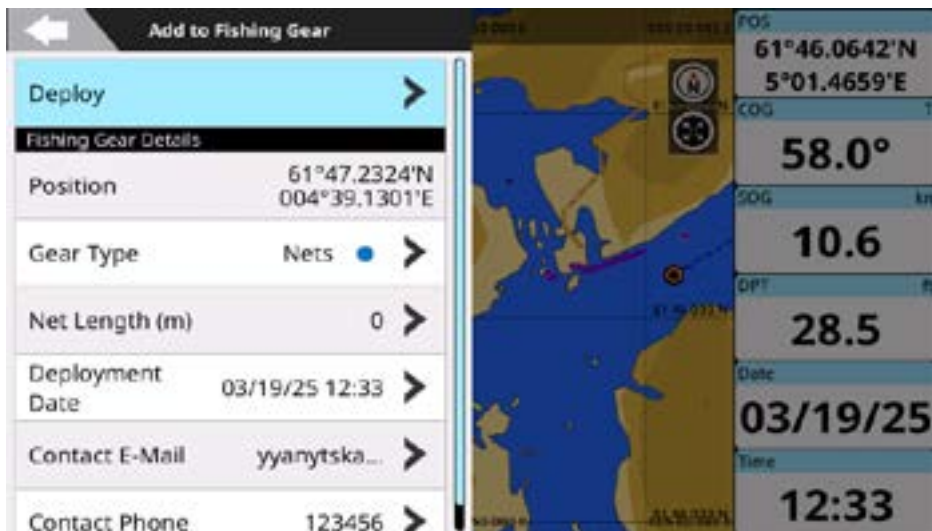 Add to Fishing Gear
Deploy
Fishing Gear Details
Position
61°47.2324'N
004°39.1301'E
Gear Type
Nets
Net Length (m)
0
Deployment
Date
03/19/25 12:33
Contact E-Mail
yyanytska...
Contact Phone
123456
N
POS
61°46.0642'N
5°01.4659'E
COG
T
58.0°
SOG
kn
10.6
DPT
ft
28.5
Date
03/19/25
Time
12:33